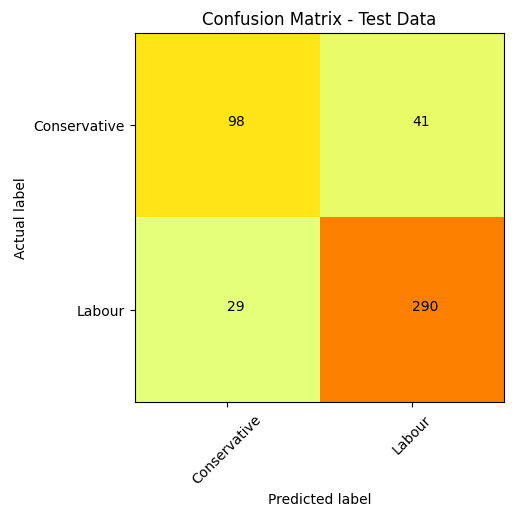 Confusion Matrix - Test Data
Actual label
Conservative
98
41
Labour
29
290
Conservative
Labour
Predicted label